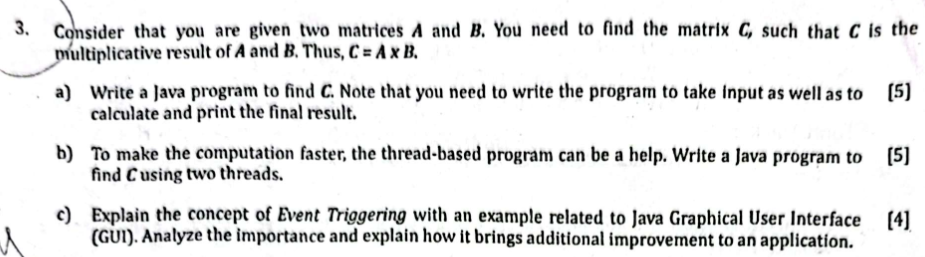 3. Consider that you are given two matrices A and B. You need to find the matrix C, such that C is the
multiplicative result of A and B. Thus, C = A x B.
a) Write a Java program to find C. Note that you need to write the program to take input as well as to [5]
calculate and print the final result.
b) To make the computation faster, the thread-based program can be a help. Write a Java program to [5]
find C using two threads.
c) Explain the concept of Event Triggering with an example related to Java Graphical User Interface [4]
(GUI). Analyze the importance and explain how it brings additional improvement to an application.